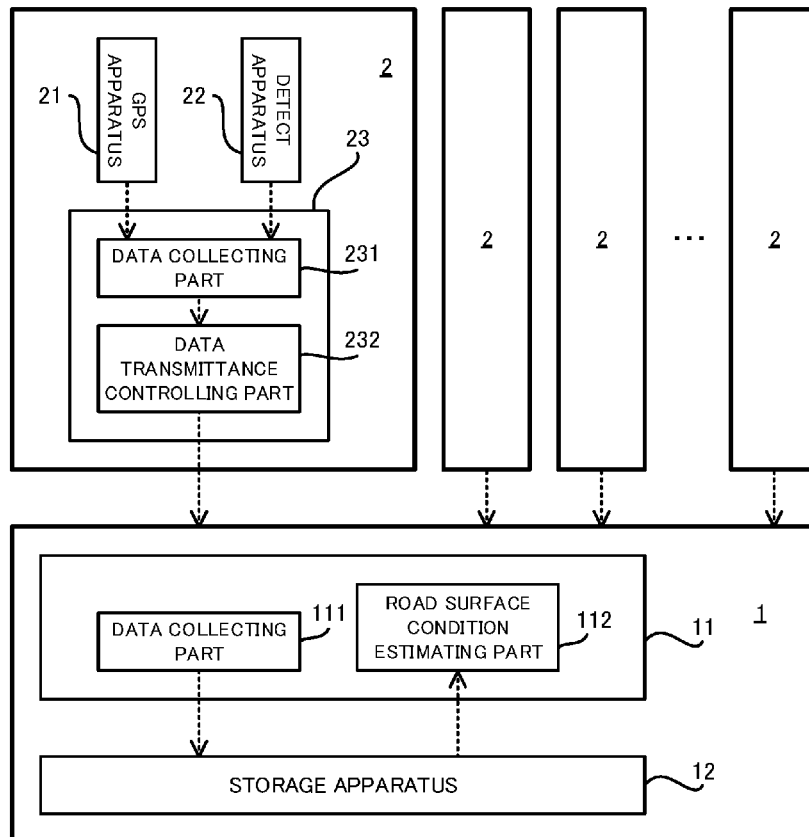 2
21
GPS
APPARATUS
22
DETECT
APPARATUS
23
DATA COLLECTING
PART
231
DATA
TRANSMITTANCE
CONTROLLING PART
232
2
2
...
2
1
DATA COLLECTING
PART
111
ROAD SURFACE
CONDITION
ESTIMATING PART
112
11
STORAGE APPARATUS
12